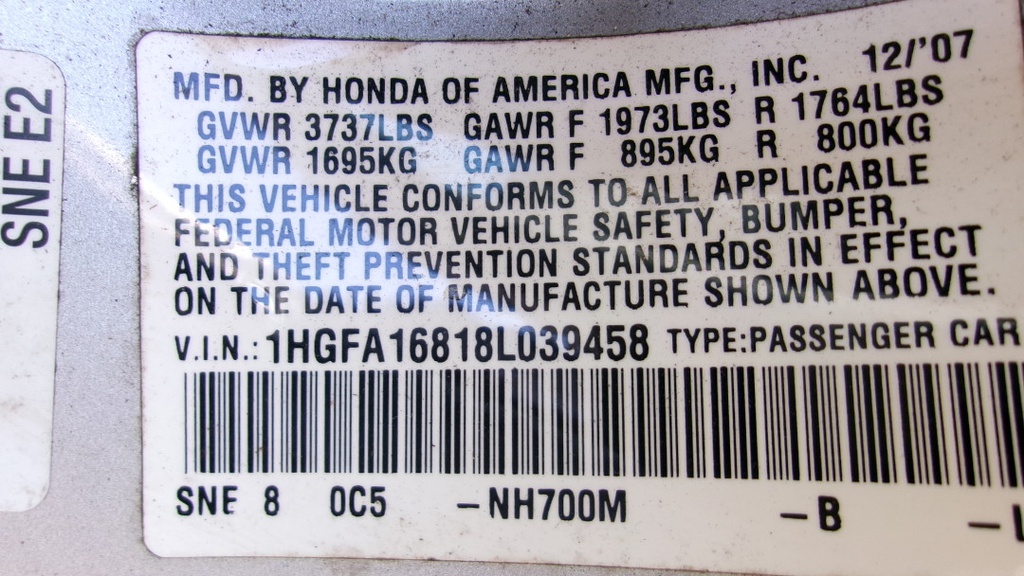 SNE E2
MFD. BY HONDA OF AMERICA MFG., INC. 12/'07
GVWR 3737LBS GAWR F 1973LBS R 1764LBS
GVWR 1695KG GAWR F 895KG R 800KG
THIS VEHICLE CONFORMS TO ALL APPLICABLE
FEDERAL MOTOR VEHICLE SAFETY, BUMPER,
AND THEFT PREVENTION STANDARDS IN EFFECT
ON THE DATE OF MANUFACTURE SHOWN ABOVE.
V.I.N.: 1HGFA16818L039458 TYPE:PASSENGER CAR
SNE 8 0C5 -NH700M -B -